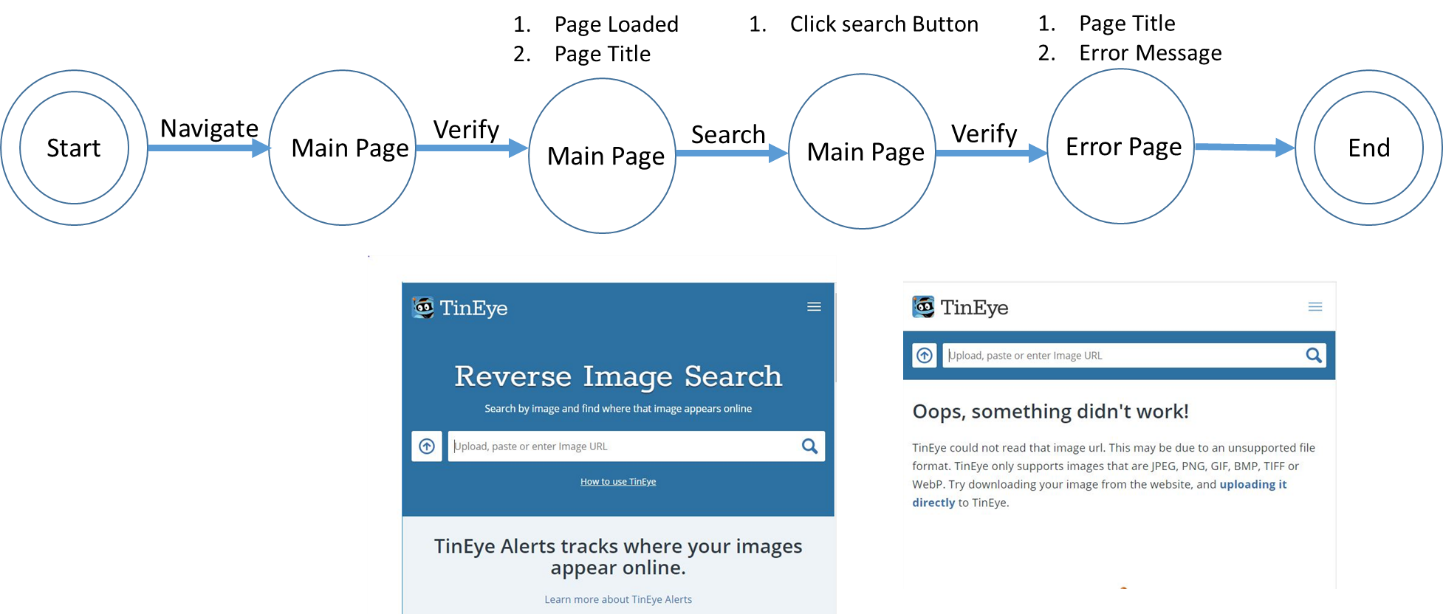 1. Page Loaded
2. Page Title
1. Click search Button
1. Page Title
2. Error Message
Start
Navigate
Main Page
Verify
Main Page
Search
Main Page
Verify
Error Page
End
TinEye
Reverse Image Search
Search by image and find where that image appears online
Upload, paste or enter Image URL
How to use TinEye
TinEye Alerts tracks where your images
appear online.
Learn more about TinEye Alerts
TinEye
Upload, paste or enter Image URL
Oops, something didn't work!
TinEye could not read that image url. This may be due to an unsupported file
format. TinEye only supports images that are JPEG, PNG, GIF, BMP, TIFF or
WebP. Try downloading your image from the website, and uploading it
directly to TinEye.